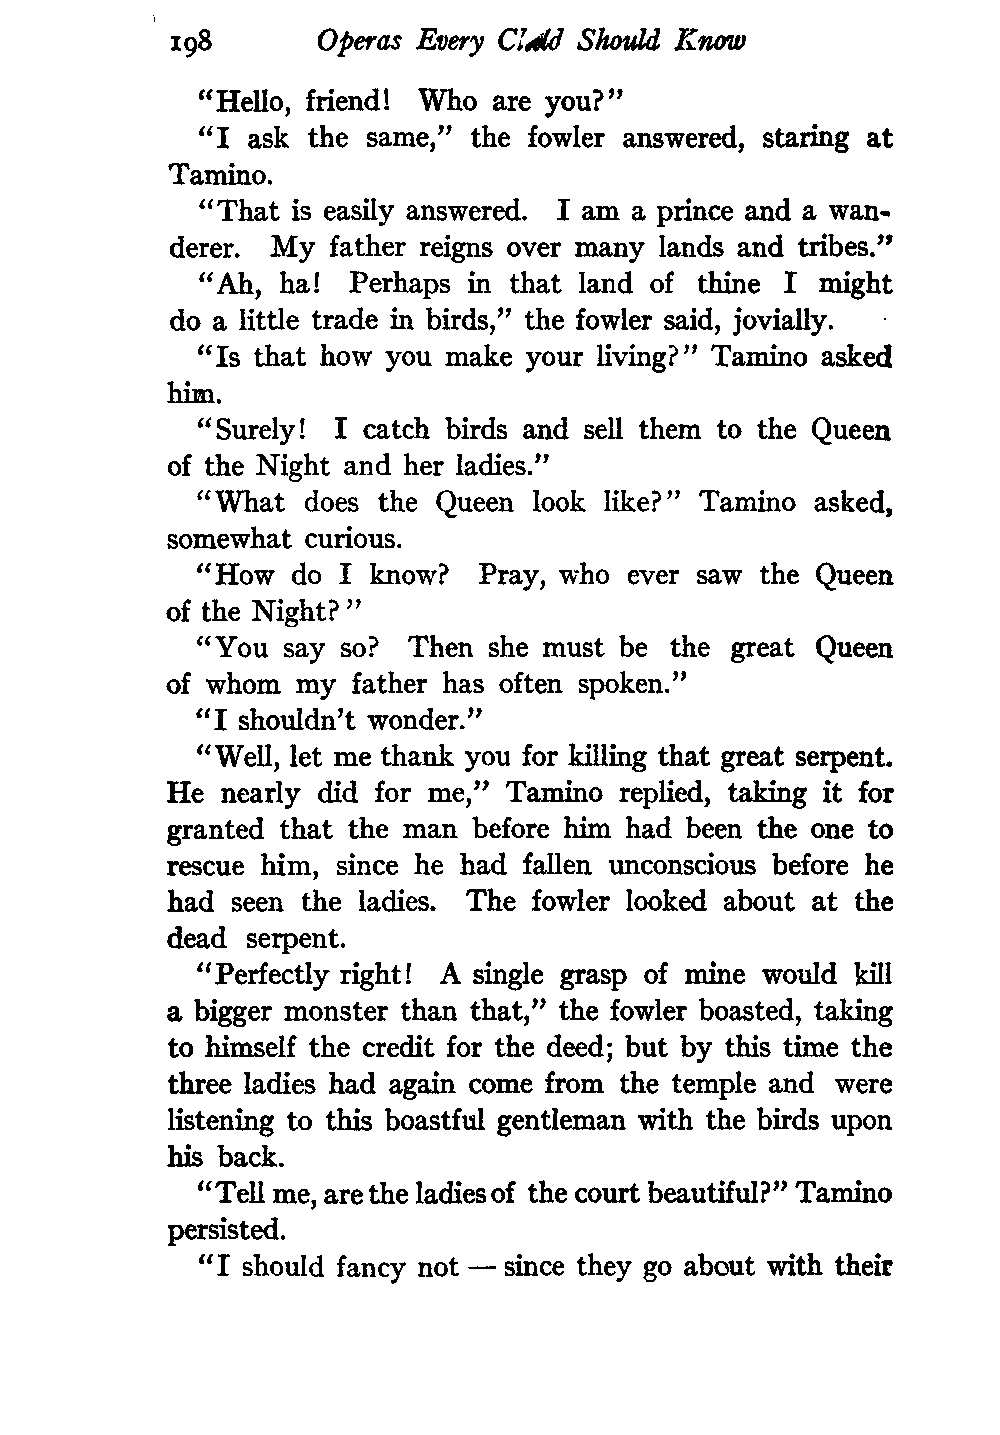 198 Operas Every Child Should Know
"Hello, friend! Who are you?"
"I ask the same," the fowler answered, staring at
Tamino.
"That is easily answered. I am a prince and a wan-
derer. My father reigns over many lands and tribes."
"Ah, ha! Perhaps in that land of thine I might
do a little trade in birds," the fowler said, jovially.
"Is that how you make your living?" Tamino asked
him.
"Surely! I catch birds and sell them to the Queen
of the Night and her ladies."
"What does the Queen look like?" Tamino asked,
somewhat curious.
"How do I know? Pray, who ever saw the Queen
of the Night?"
"You say so? Then she must be the great Queen
of whom my father has often spoken."
"I shouldn't wonder."
"Well, let me thank you for killing that great serpent.
He nearly did for me," Tamino replied, taking it for
granted that the man before him had been the one to
rescue him, since he had fallen unconscious before he
had seen the ladies. The fowler looked about at the
dead serpent.
"Perfectly right! A single grasp of mine would kill
a bigger monster than that," the fowler boasted, taking
to himself the credit for the deed; but by this time the
three ladies had again come from the temple and were
listening to this boastful gentleman with the birds upon
his back.
"Tell me, are the ladies of the court beautiful?" Tamino
persisted.
"I should fancy not — since they go about with their